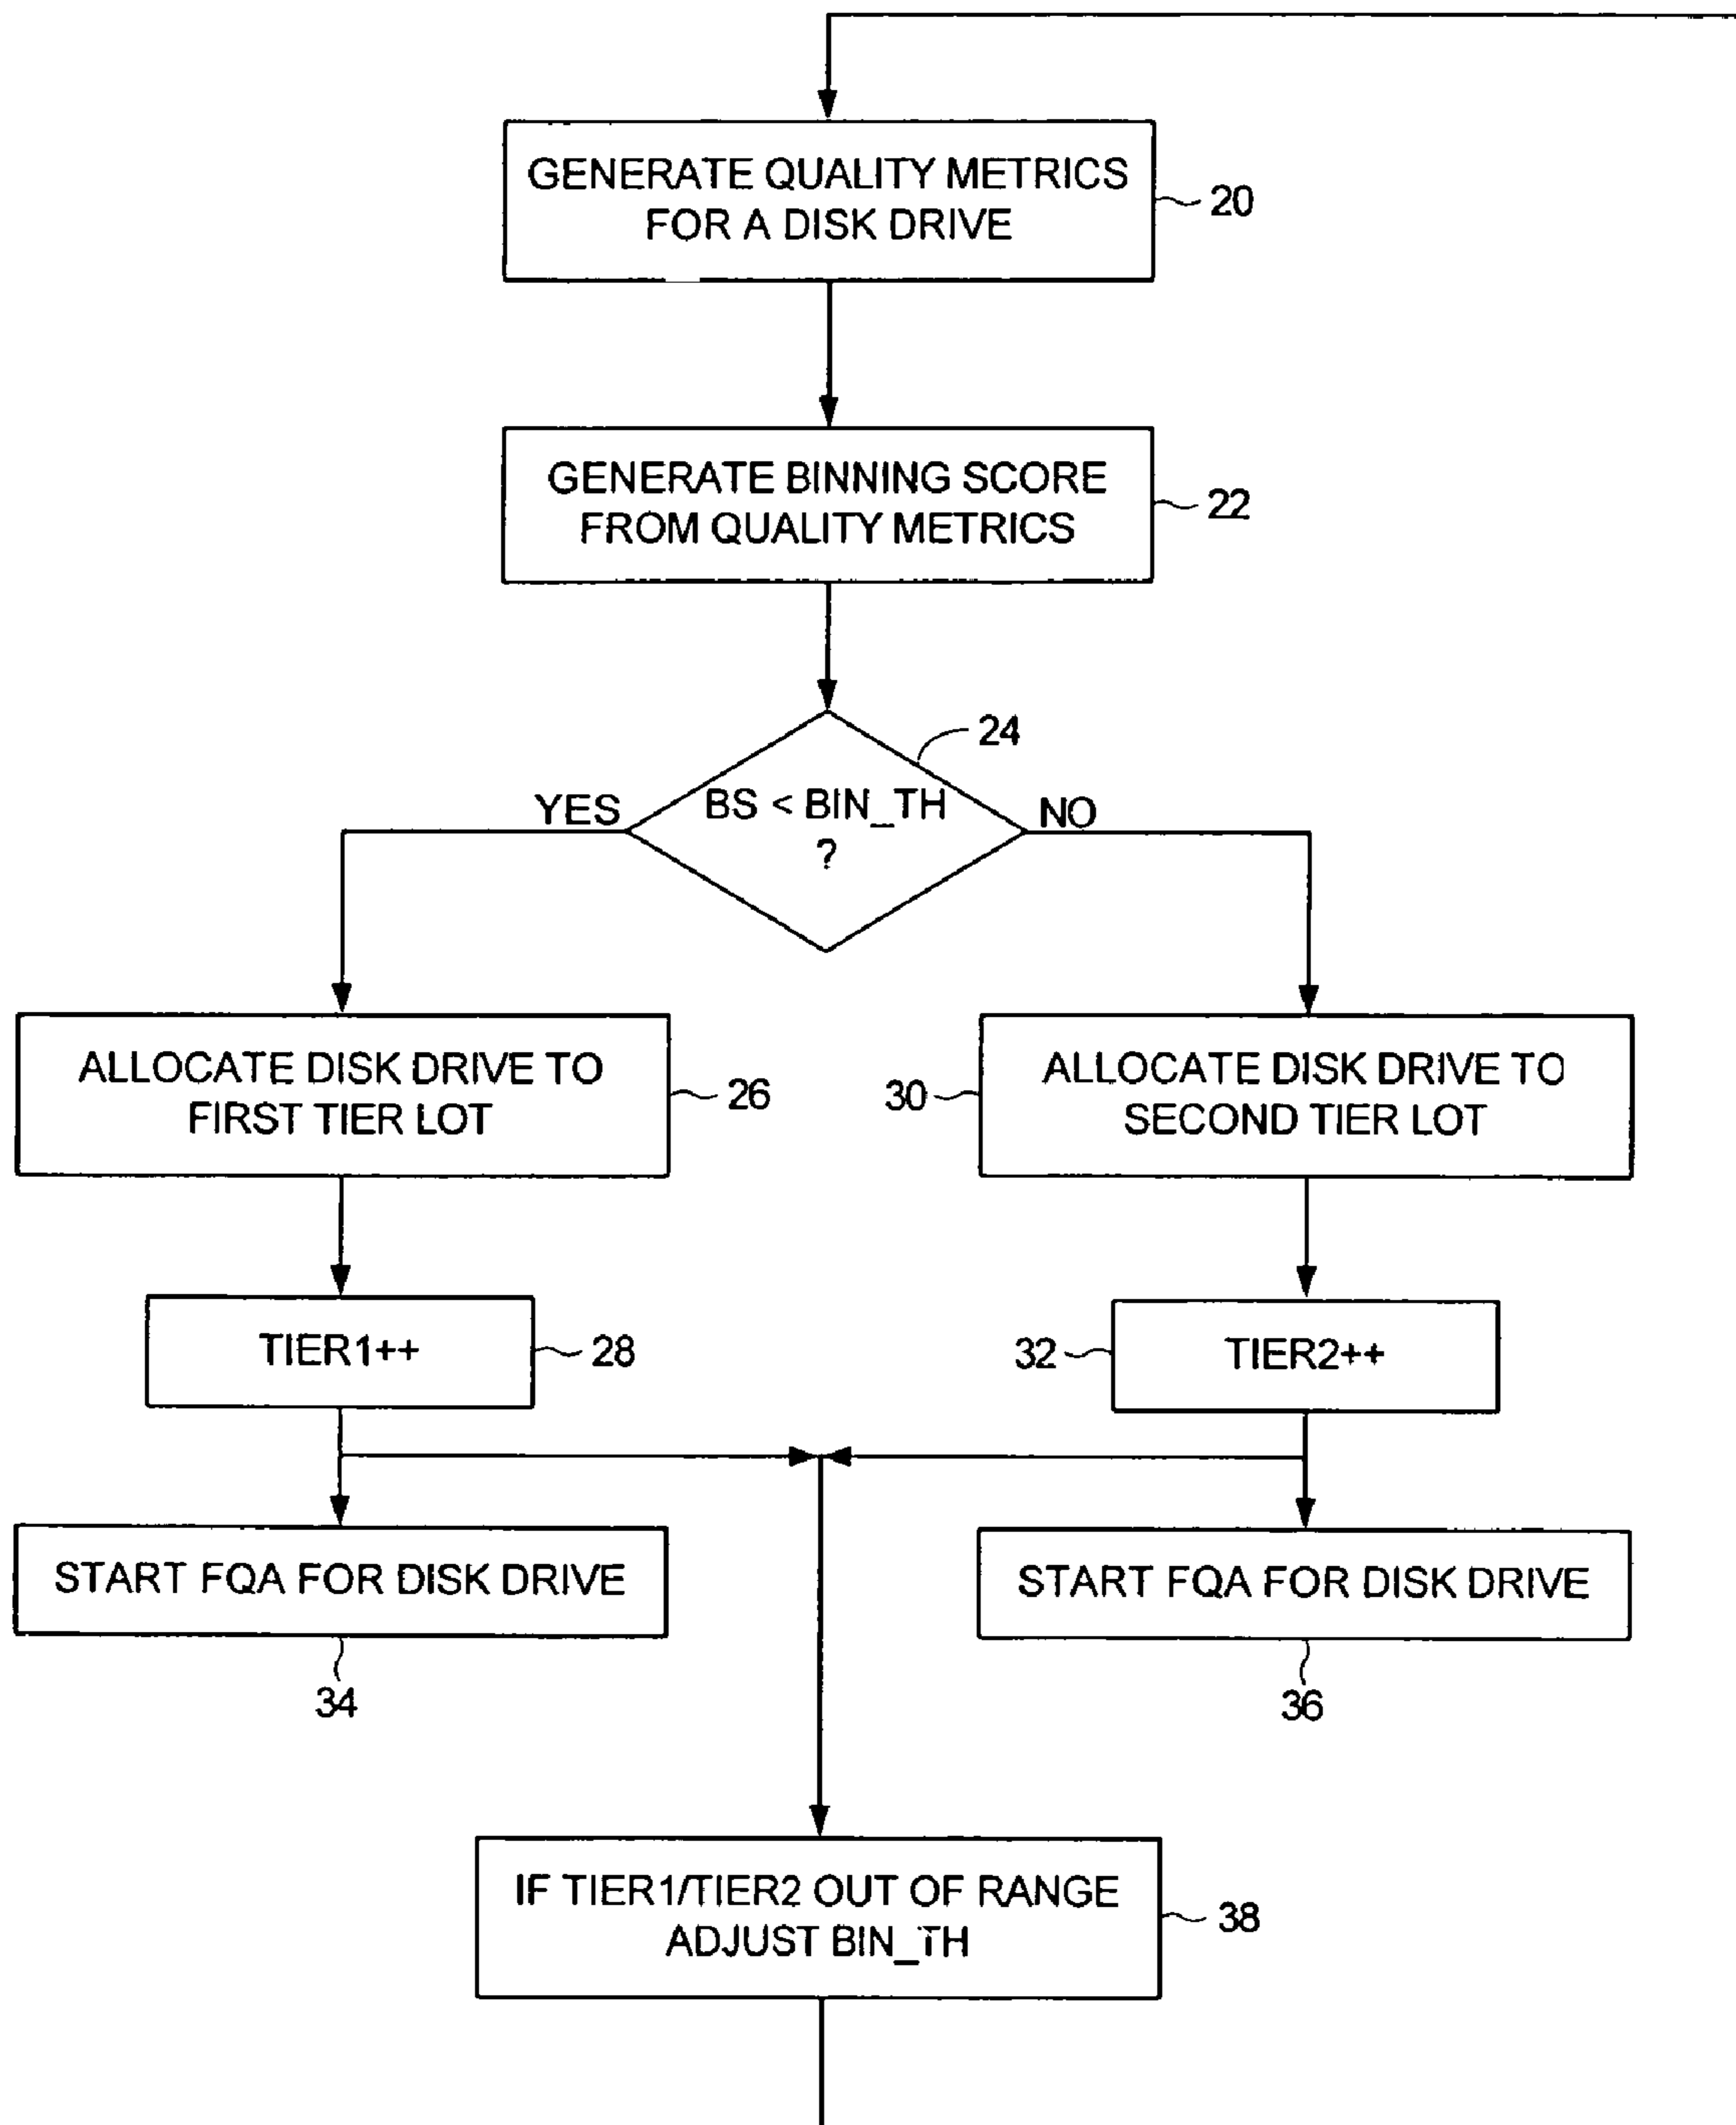 GENERATE QUALITY METRICS
FOR A DISK DRIVE
20
GENERATE BINNING SCORE
FROM QUALITY METRICS
22
24
YES
BS < BIN_TH
?
NO
ALLOCATE DISK DRIVE TO
FIRST TIER LOT
26
30
ALLOCATE DISK DRIVE TO
SECOND TIER LOT
TIER1++
28
32
TIER2++
START FQA FOR DISK DRIVE
34
START FQA FOR DISK DRIVE
36
IF TIER1/TIER2 OUT OF RANGE
ADJUST BIN_TH
38